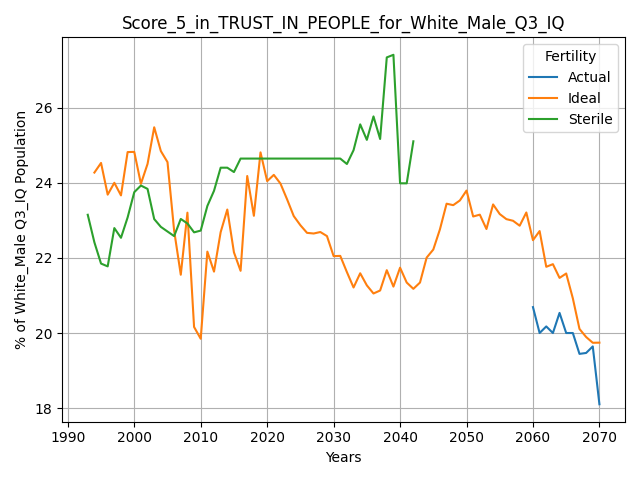 Score_5_in_TRUST_IN_PEOPLE_for_White_Male_Q3_IQ
% of White_Male Q3_IQ Population
26
24
22
20
18
Fertility
Actual
Ideal
Sterile
1990 2000 2010 2020 2030 2040 2050 2060 2070
Years